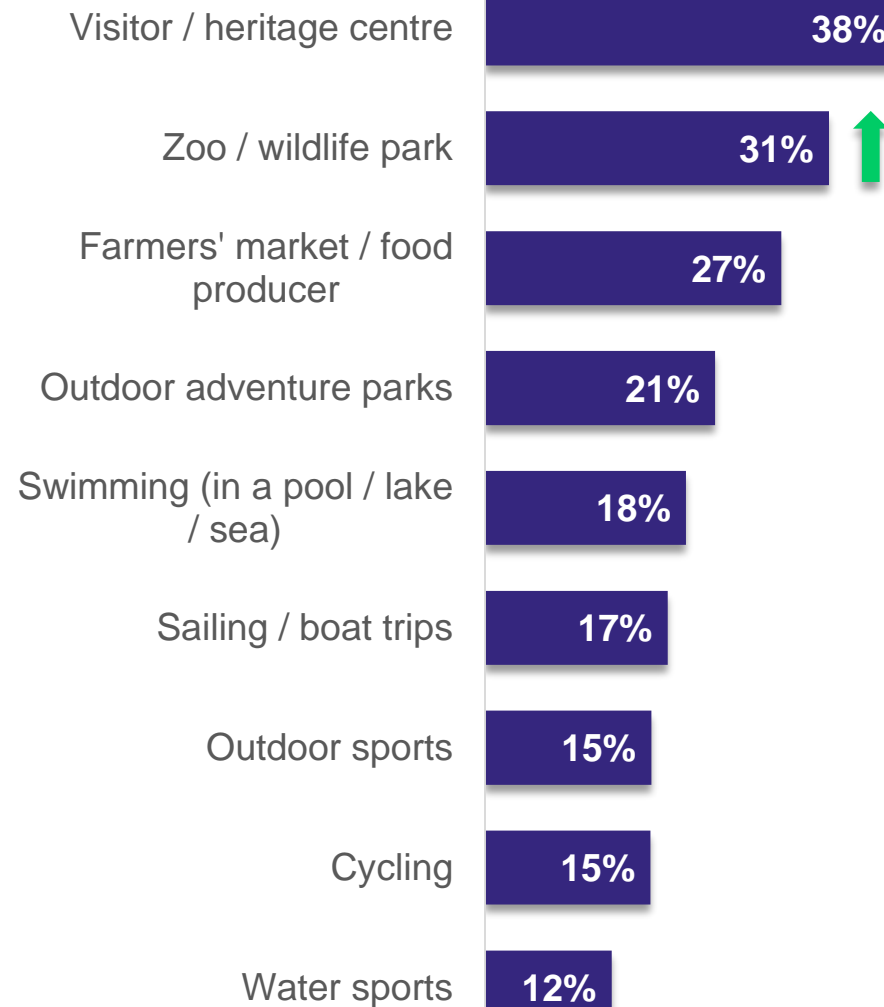 Visitor / heritage centre
38%
Zoo / wildlife park
31%
Farmers' market / food
producer
27%
Outdoor adventure parks
21%
Swimming (in a pool / lake
/ sea)
18%
Sailing / boat trips
17%
Outdoor sports
15%
Cycling
15%
Water sports
12%